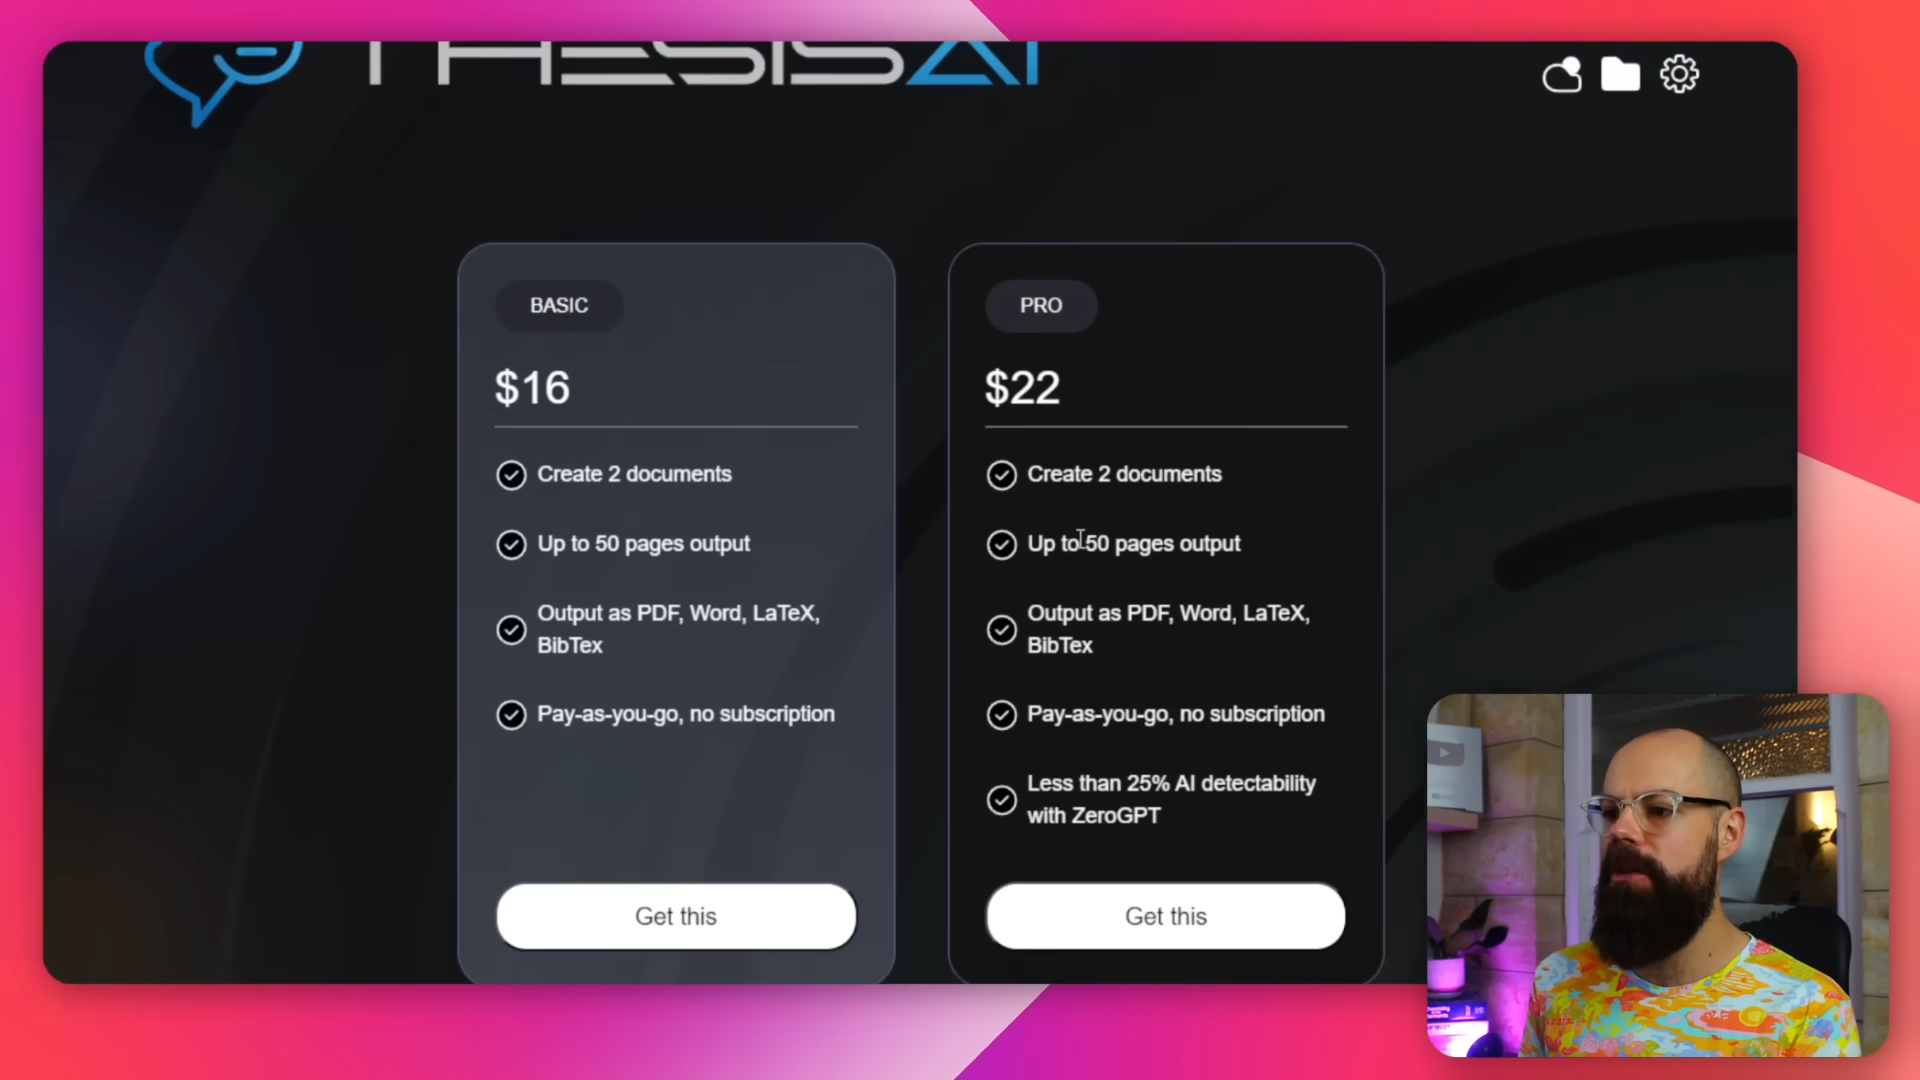 THESISAI
BASIC
$16
Create 2 documents
Up to 50 pages output
Output as PDF, Word, LaTeX,
BibTex
Pay-as-you-go, no subscription
Get this
PRO
$22
Create 2 documents
Up to 50 pages output
Output as PDF, Word, LaTeX,
BibTex
Pay-as-you-go, no subscription
Less than 25% AI detectability
with ZeroGPT
Get this